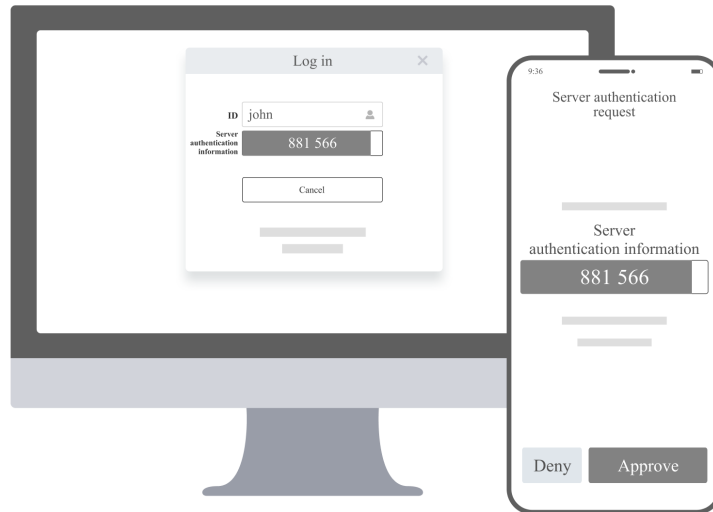 Log in
ID john
Server
authentication
information
881 566
Cancel
9:36
Server authentication
request
Server
authentication information
881 566
Deny
Approve